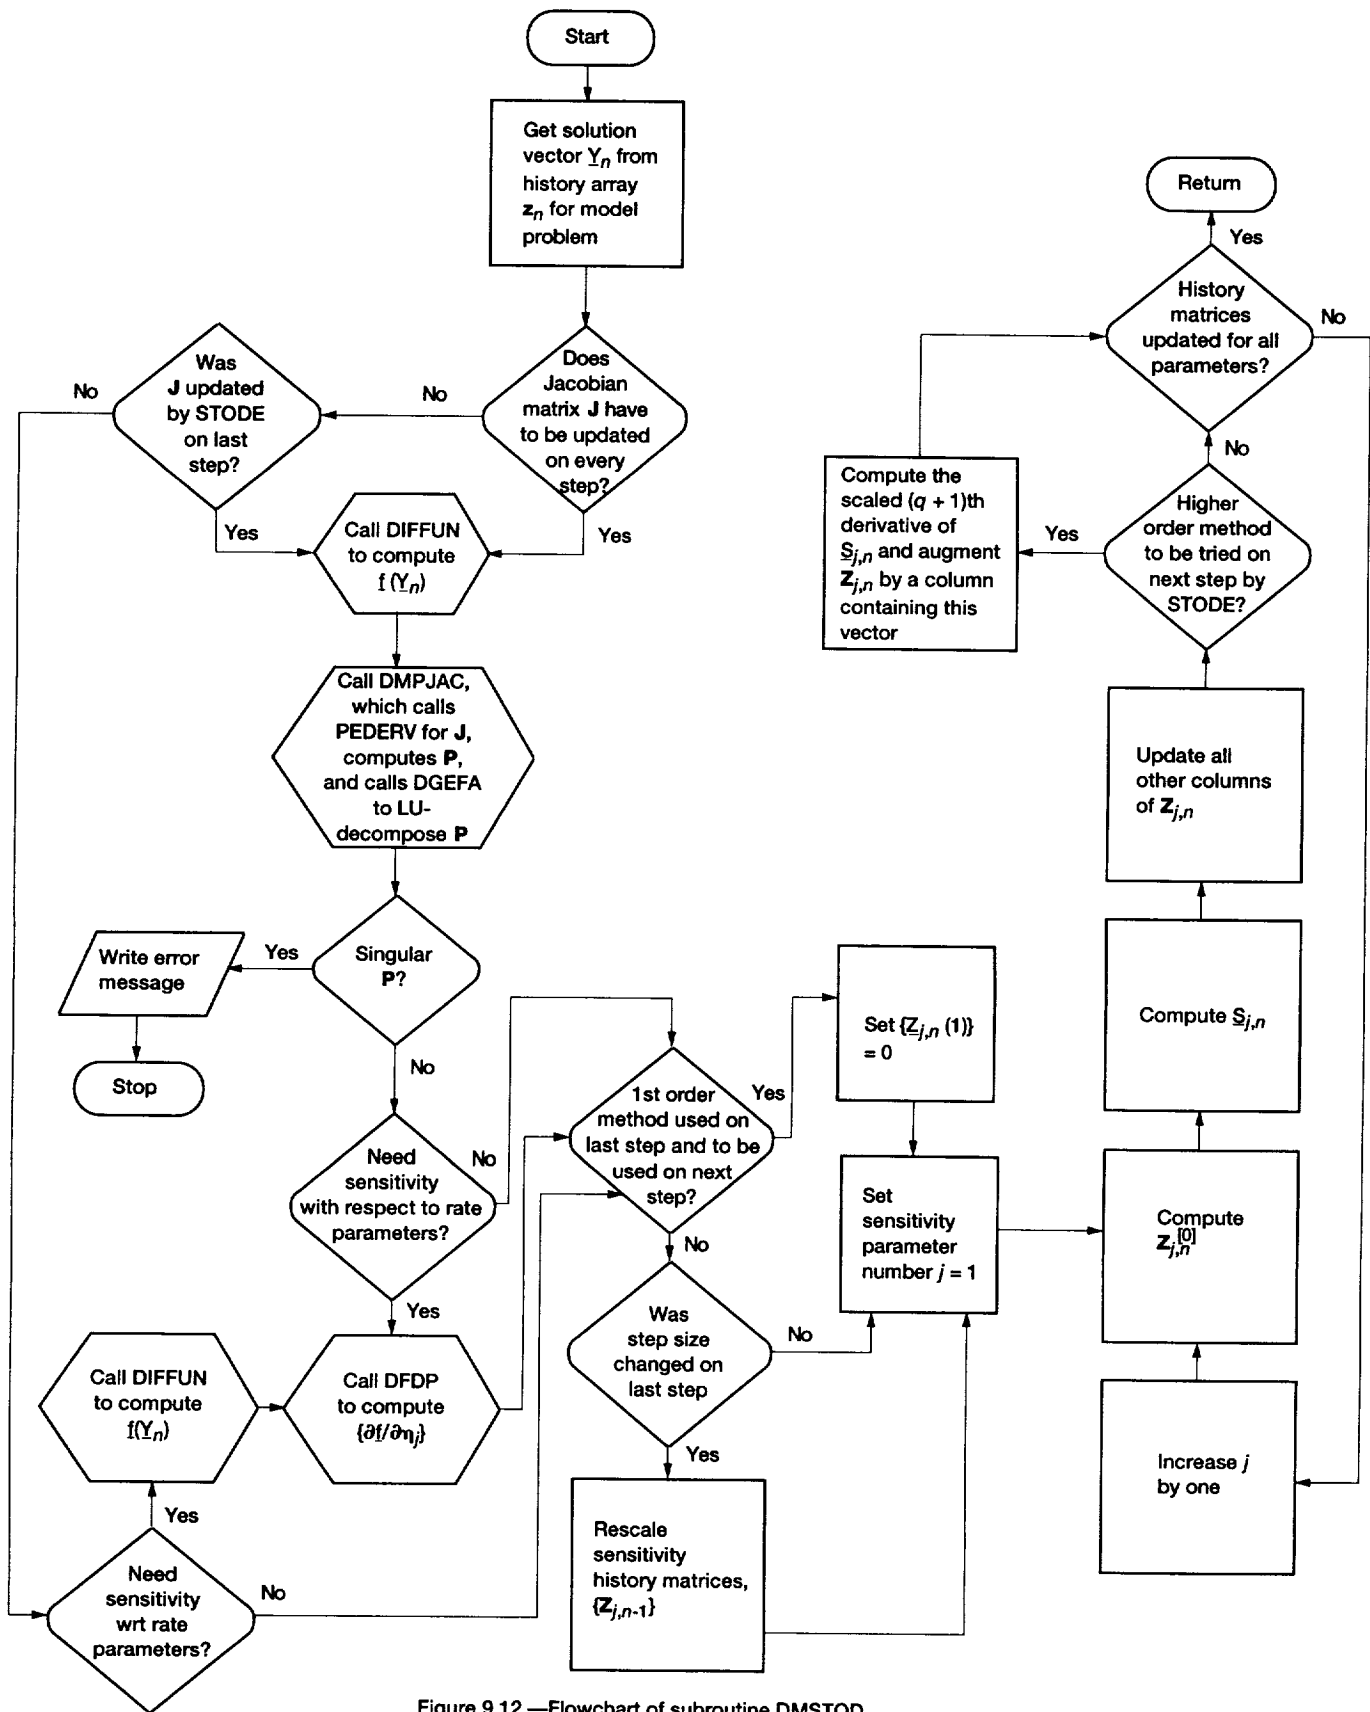 Start
Get solution
vector Y_n from
history array
z_n for model
problem
Does
Jacobian
matrix J have
to be updated
on every
step?
No
Yes
Was
J updated
by STODE
on last
step?
No
Yes
Call DIFFUN
to compute
f (Y_n)
Call DMPJAC,
which calls
PEDERV for J,
computes P,
and calls DGEFA
to LU-
decompose P
Singular
P?
Yes
No
Write error
message
Stop
Need
sensitivity
with respect to rate
parameters?
No
Yes
Call DIFFUN
to compute
f(Y_n)
Call DFDP
to compute
{∂f/∂η_j}
Yes
Need
sensitivity
wrt rate
parameters?
No
1st order
method used on
last step and to be
used on next
step?
Yes
No
Was
step size
changed on
last step
No
Yes
Rescale
sensitivity
history matrices,
{Z_{j,n-1}}
Set {Z_{j,n} (1)}
= 0
Set
sensitivity
parameter
number j = 1
Return
Yes
History
matrices
updated for all
parameters?
No
No
Higher
order method
to be tried on
next step by
STODE?
Yes
Compute the
scaled (q + 1)th
derivative of
S_{j,n} and augment
Z_{j,n} by a column
containing this
vector
Update all
other columns
of Z_{j,n}
Compute S_{j,n}
Compute
Z_{j,n}^{[0]}
Increase j
by one
Figure 9.12.—Flowchart of subroutine DMSTOD.